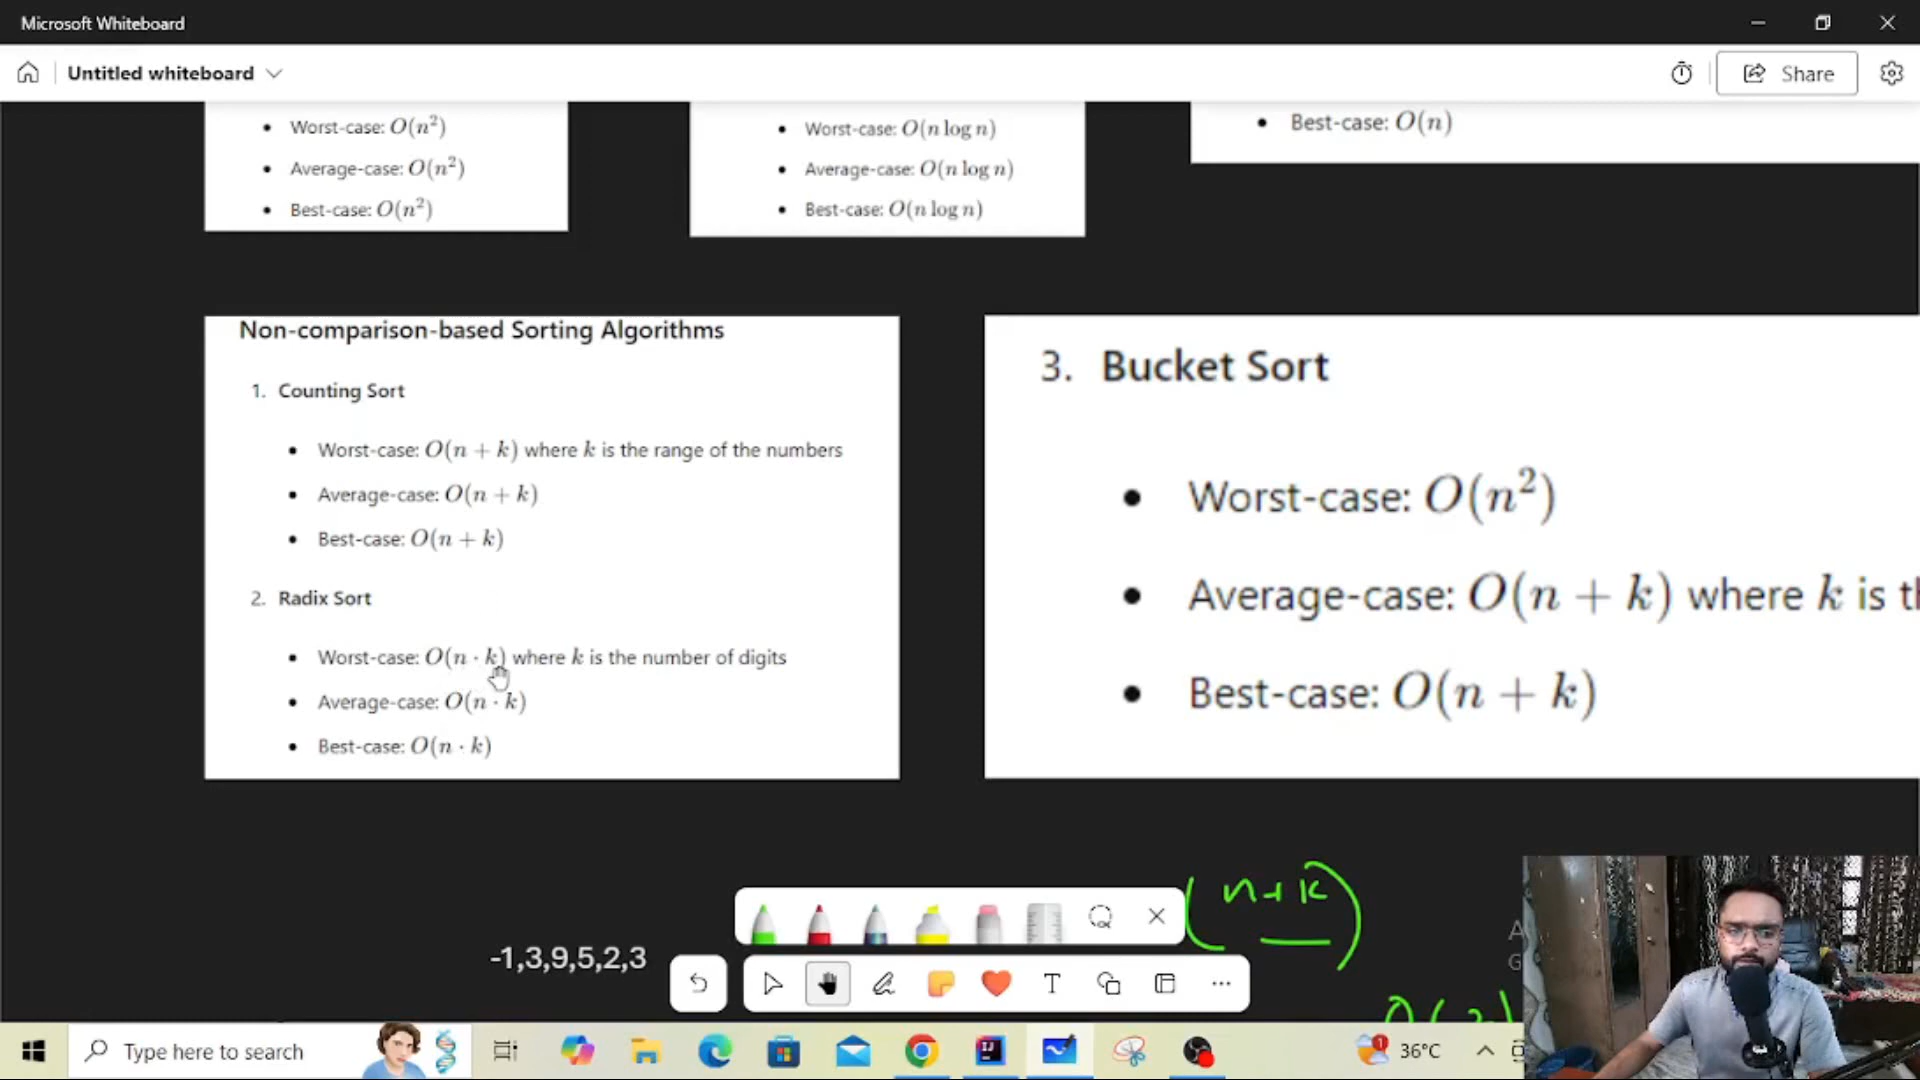 Microsoft Whiteboard
Untitled whiteboard
Share
• Worst-case: O(n²)
• Average-case: O(n²)
• Best-case: O(n²)
• Worst-case: O(n log n)
• Average-case: O(n log n)
• Best-case: O(n log n)
• Best-case: O(n)
Non-comparison-based Sorting Algorithms
1. Counting Sort
• Worst-case: O(n + k) where k is the range of the numbers
• Average-case: O(n + k)
• Best-case: O(n + k)
2. Radix Sort
• Worst-case: O(n · k) where k is the number of digits
• Average-case: O(n · k)
• Best-case: O(n · k)
3. Bucket Sort
• Worst-case: O(n²)
• Average-case: O(n + k) where k is
• Best-case: O(n + k)
(n+k)
-1,3,9,5,2,3
Type here to search
1
36°C